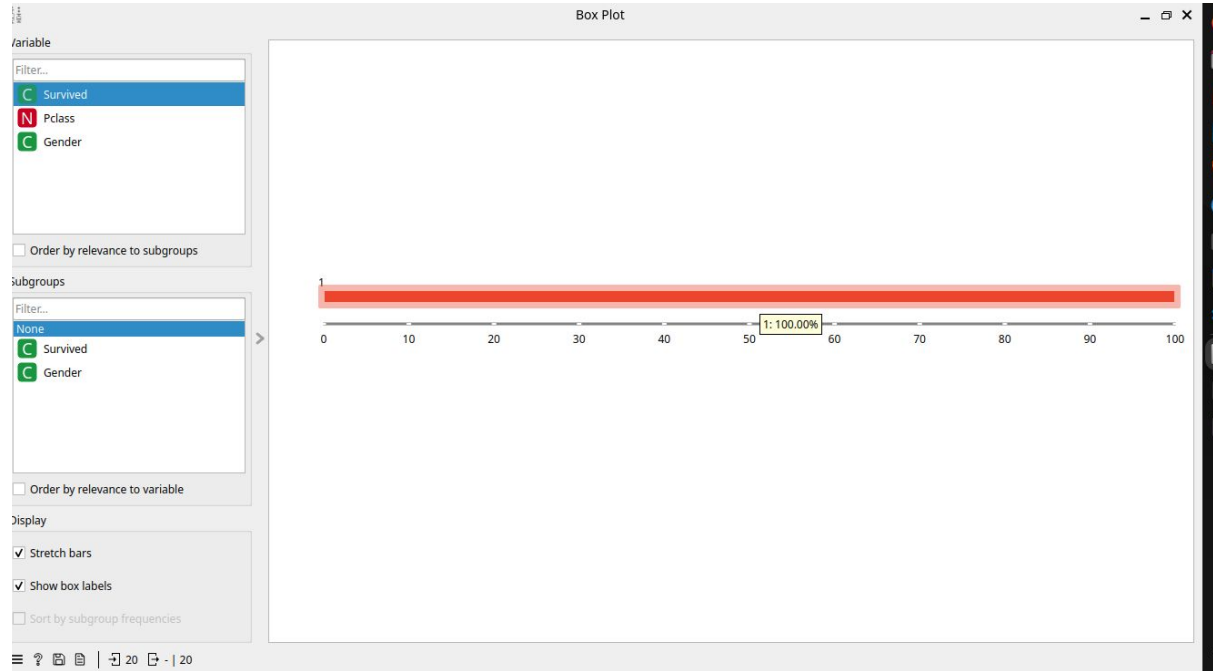 Box Plot
Variable
Filter...
C Survived
N Pclass
C Gender
Order by relevance to subgroups
Subgroups
Filter...
None
C Survived
C Gender
Order by relevance to variable
Display
Stretch bars
Show box labels
Sort by subgroup frequencies
? 20 - | 20
1
1: 100.00%
0 10 20 30 40 50 60 70 80 90 100